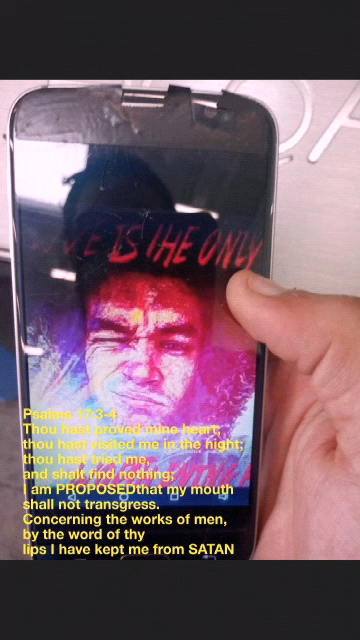 IS THE ONLY
Psalms 17:3-4
Thou hast proved mine heart;
thou hast visited me in the night;
thou hast tried me,
and shalt find nothing;
I am PROPOSEDthat my mouth
shall not transgress.
Concerning the works of men,
by the word of thy
lips I have kept me from SATAN